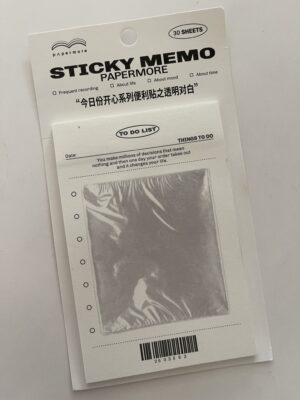 papermore
30 SHEETS
STICKY MEMO
PAPERMORE
Frequent recording About life About mood About time
“今日份开心系列便利贴之透明对白”
TO DO LIST
Date: THINGS TO DO
You make millions of decisions that mean
nothing and then one day your order takes out
and it changes your life.